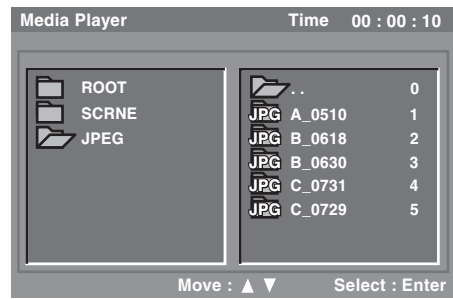 Media Player Time 00 : 00 : 10
ROOT
SCRNE
JPEG
. . 0
JPG A_0510 1
JPG B_0618 2
JPG B_0630 3
JPG C_0731 4
JPG C_0729 5
Move : ▲ ▼ Select : Enter